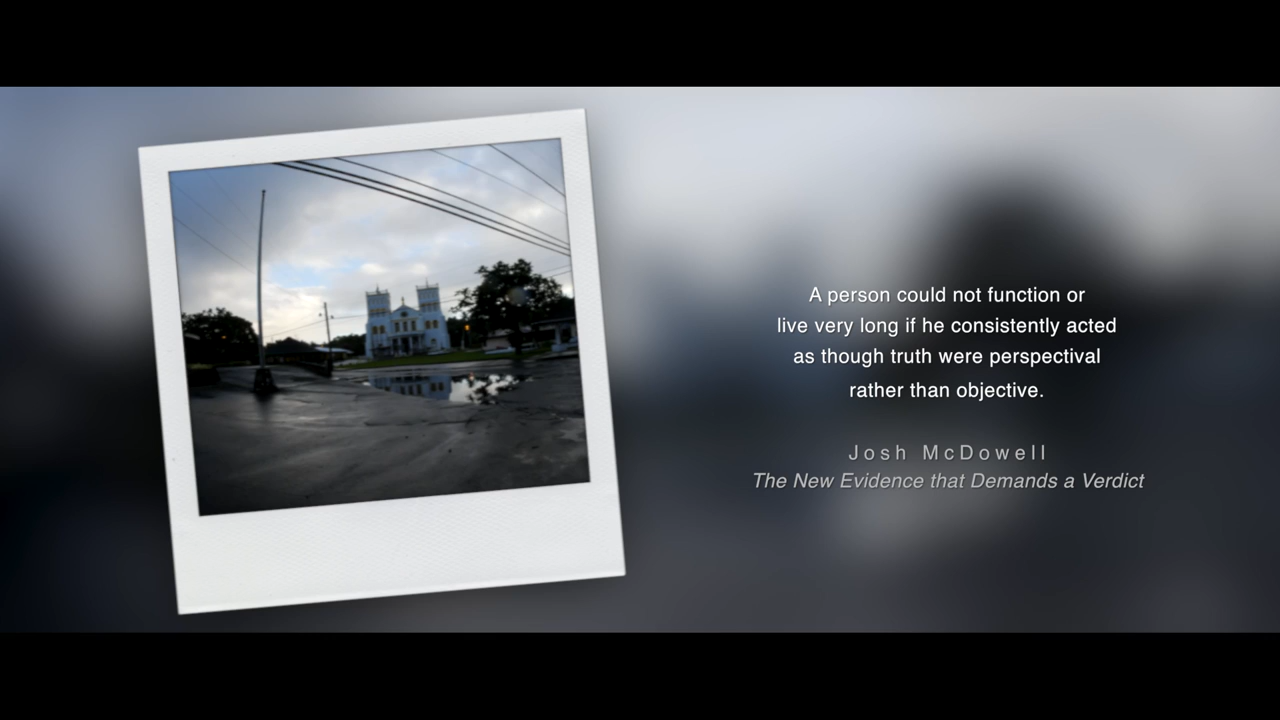 A person could not function or
live very long if he consistently acted
as though truth were perspectival
rather than objective.
Josh McDowell
The New Evidence that Demands a Verdict